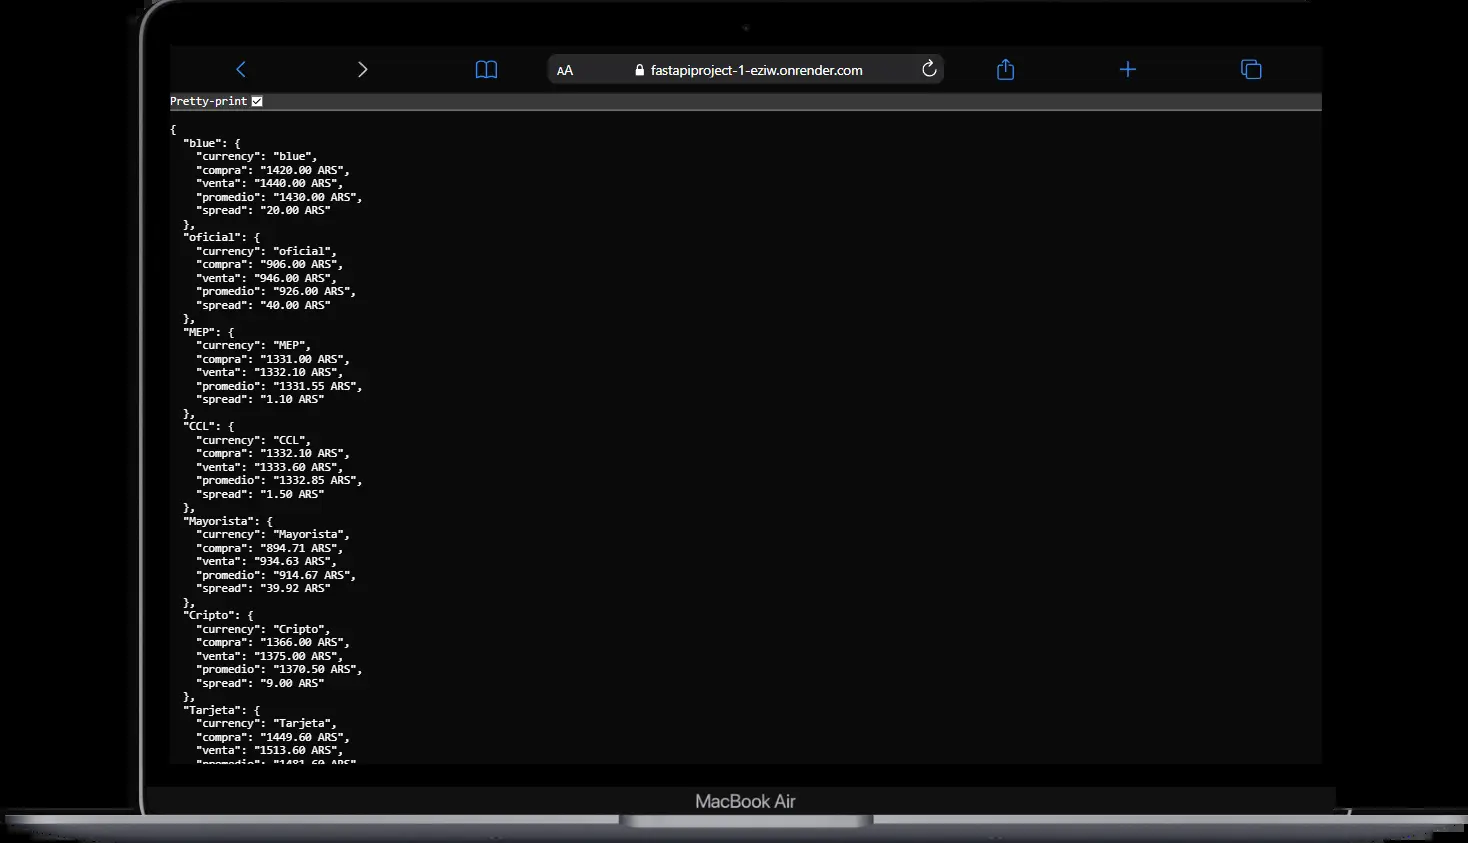 AA fastapiproject-1-eziw.onrender.com
Pretty-print
{
"blue": {
"currency": "blue",
"compra": "1420.00 ARS",
"venta": "1440.00 ARS",
"promedio": "1430.00 ARS",
"spread": "20.00 ARS"
},
"oficial": {
"currency": "oficial",
"compra": "906.00 ARS",
"venta": "946.00 ARS",
"promedio": "926.00 ARS",
"spread": "40.00 ARS"
},
"MEP": {
"currency": "MEP",
"compra": "1331.00 ARS",
"venta": "1332.10 ARS",
"promedio": "1331.55 ARS",
"spread": "1.10 ARS"
},
"CCL": {
"currency": "CCL",
"compra": "1332.10 ARS",
"venta": "1333.60 ARS",
"promedio": "1332.85 ARS",
"spread": "1.50 ARS"
},
"Mayorista": {
"currency": "Mayorista",
"compra": "894.71 ARS",
"venta": "934.63 ARS",
"promedio": "914.67 ARS",
"spread": "39.92 ARS"
},
"Cripto": {
"currency": "Cripto",
"compra": "1366.00 ARS",
"venta": "1375.00 ARS",
"promedio": "1370.50 ARS",
"spread": "9.00 ARS"
},
"Tarjeta": {
"currency": "Tarjeta",
"compra": "1449.60 ARS",
"venta": "1513.60 ARS",
"promedio": "1481.60 ARS"
MacBook Air